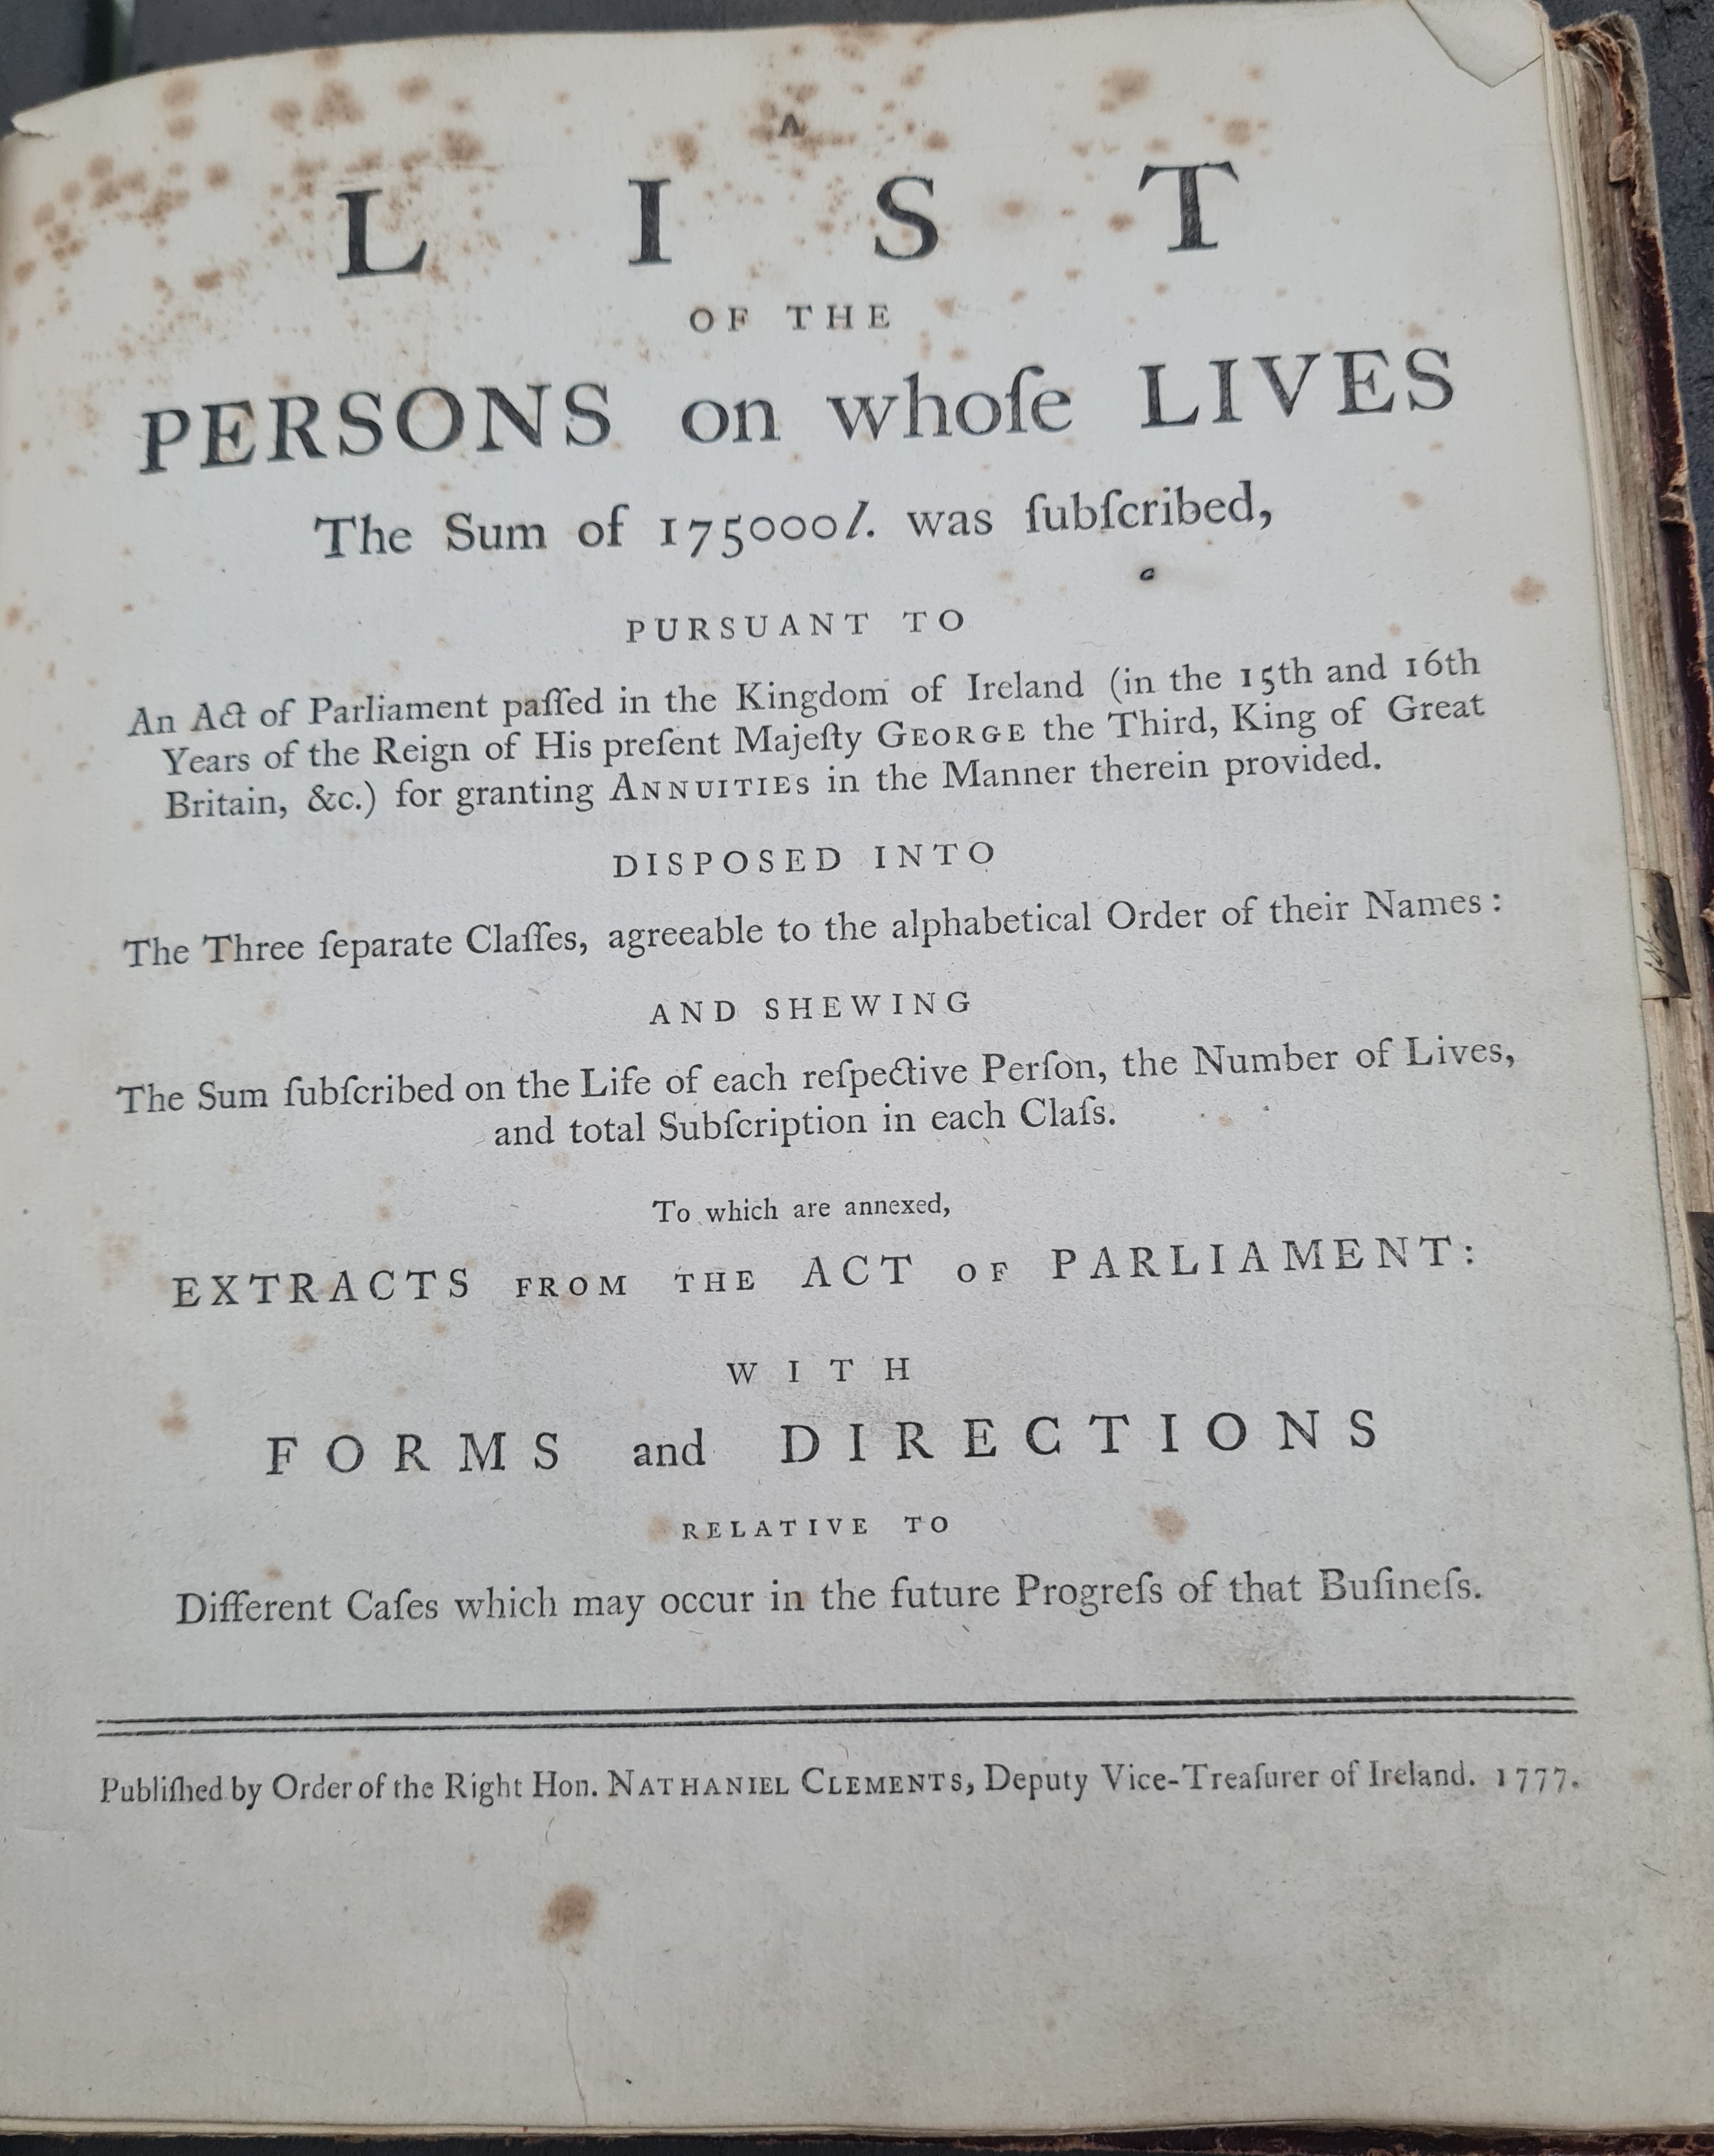 A
LIST
OF THE
PERSONS on whoſe LIVES
The Sum of 175000l. was ſubſcribed,
PURSUANT TO
An Act of Parliament paſſed in the Kingdom of Ireland (in the 15th and 16th
Years of the Reign of His preſent Majeſty GEORGE the Third, King of Great
Britain, &c.) for granting ANNUITIES in the Manner therein provided.
DISPOSED INTO
The Three ſeparate Claſſes, agreeable to the alphabetical Order of their Names:
AND SHEWING
The Sum ſubſcribed on the Life of each reſpective Perſon, the Number of Lives,
and total Subſcription in each Claſs.
To which are annexed,
EXTRACTS FROM THE ACT OF PARLIAMENT:
WITH
FORMS and DIRECTIONS
RELATIVE TO
Different Caſes which may occur in the future Progreſs of that Buſineſs.
Publiſhed by Order of the Right Hon. NATHANIEL CLEMENTS, Deputy Vice-Treaſurer of Ireland. 1777.